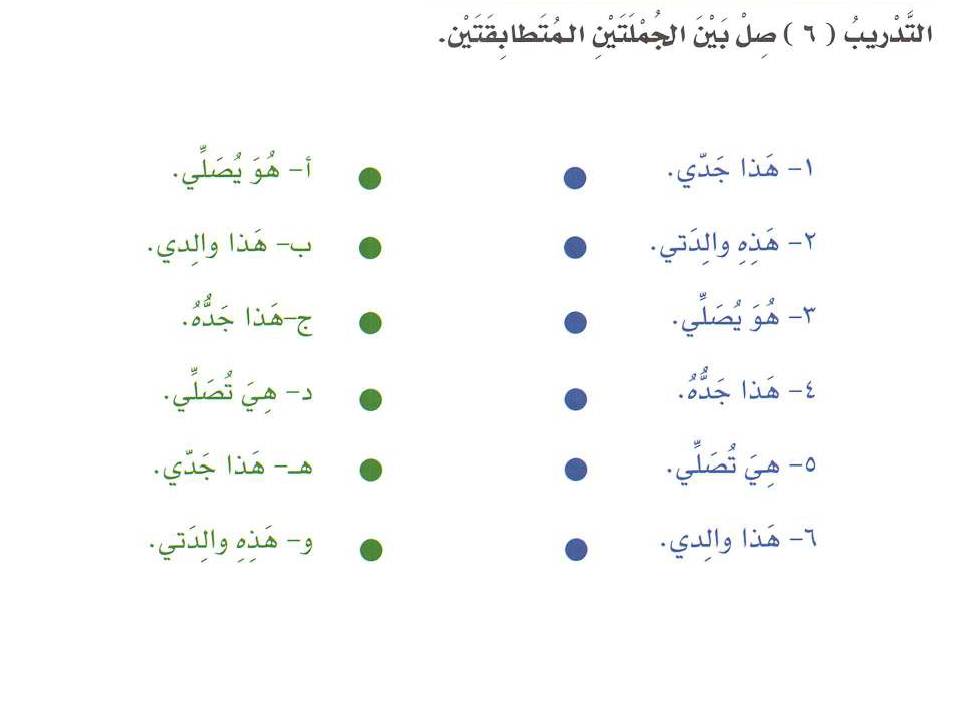 التَّدْريبُ ( ٦ ) صِلْ بَيْنَ الجُمْلَتَيْنِ المُتَطابِقَتَيْن.
١- هَذا جَدّي. أ- هُوَ يُصَلِّي.
٢- هَذِهِ والِدَتي. ب- هَذا والِدي.
٣- هُوَ يُصَلِّي. ج-هَذا جَدُّهُ.
٤- هَذا جَدُّهُ. د- هِيَ تُصَلِّي.
٥- هِيَ تُصَلِّي. هـ- هَذا جَدّي.
٦- هَذا والِدي. و- هَذِهِ والِدَتي.